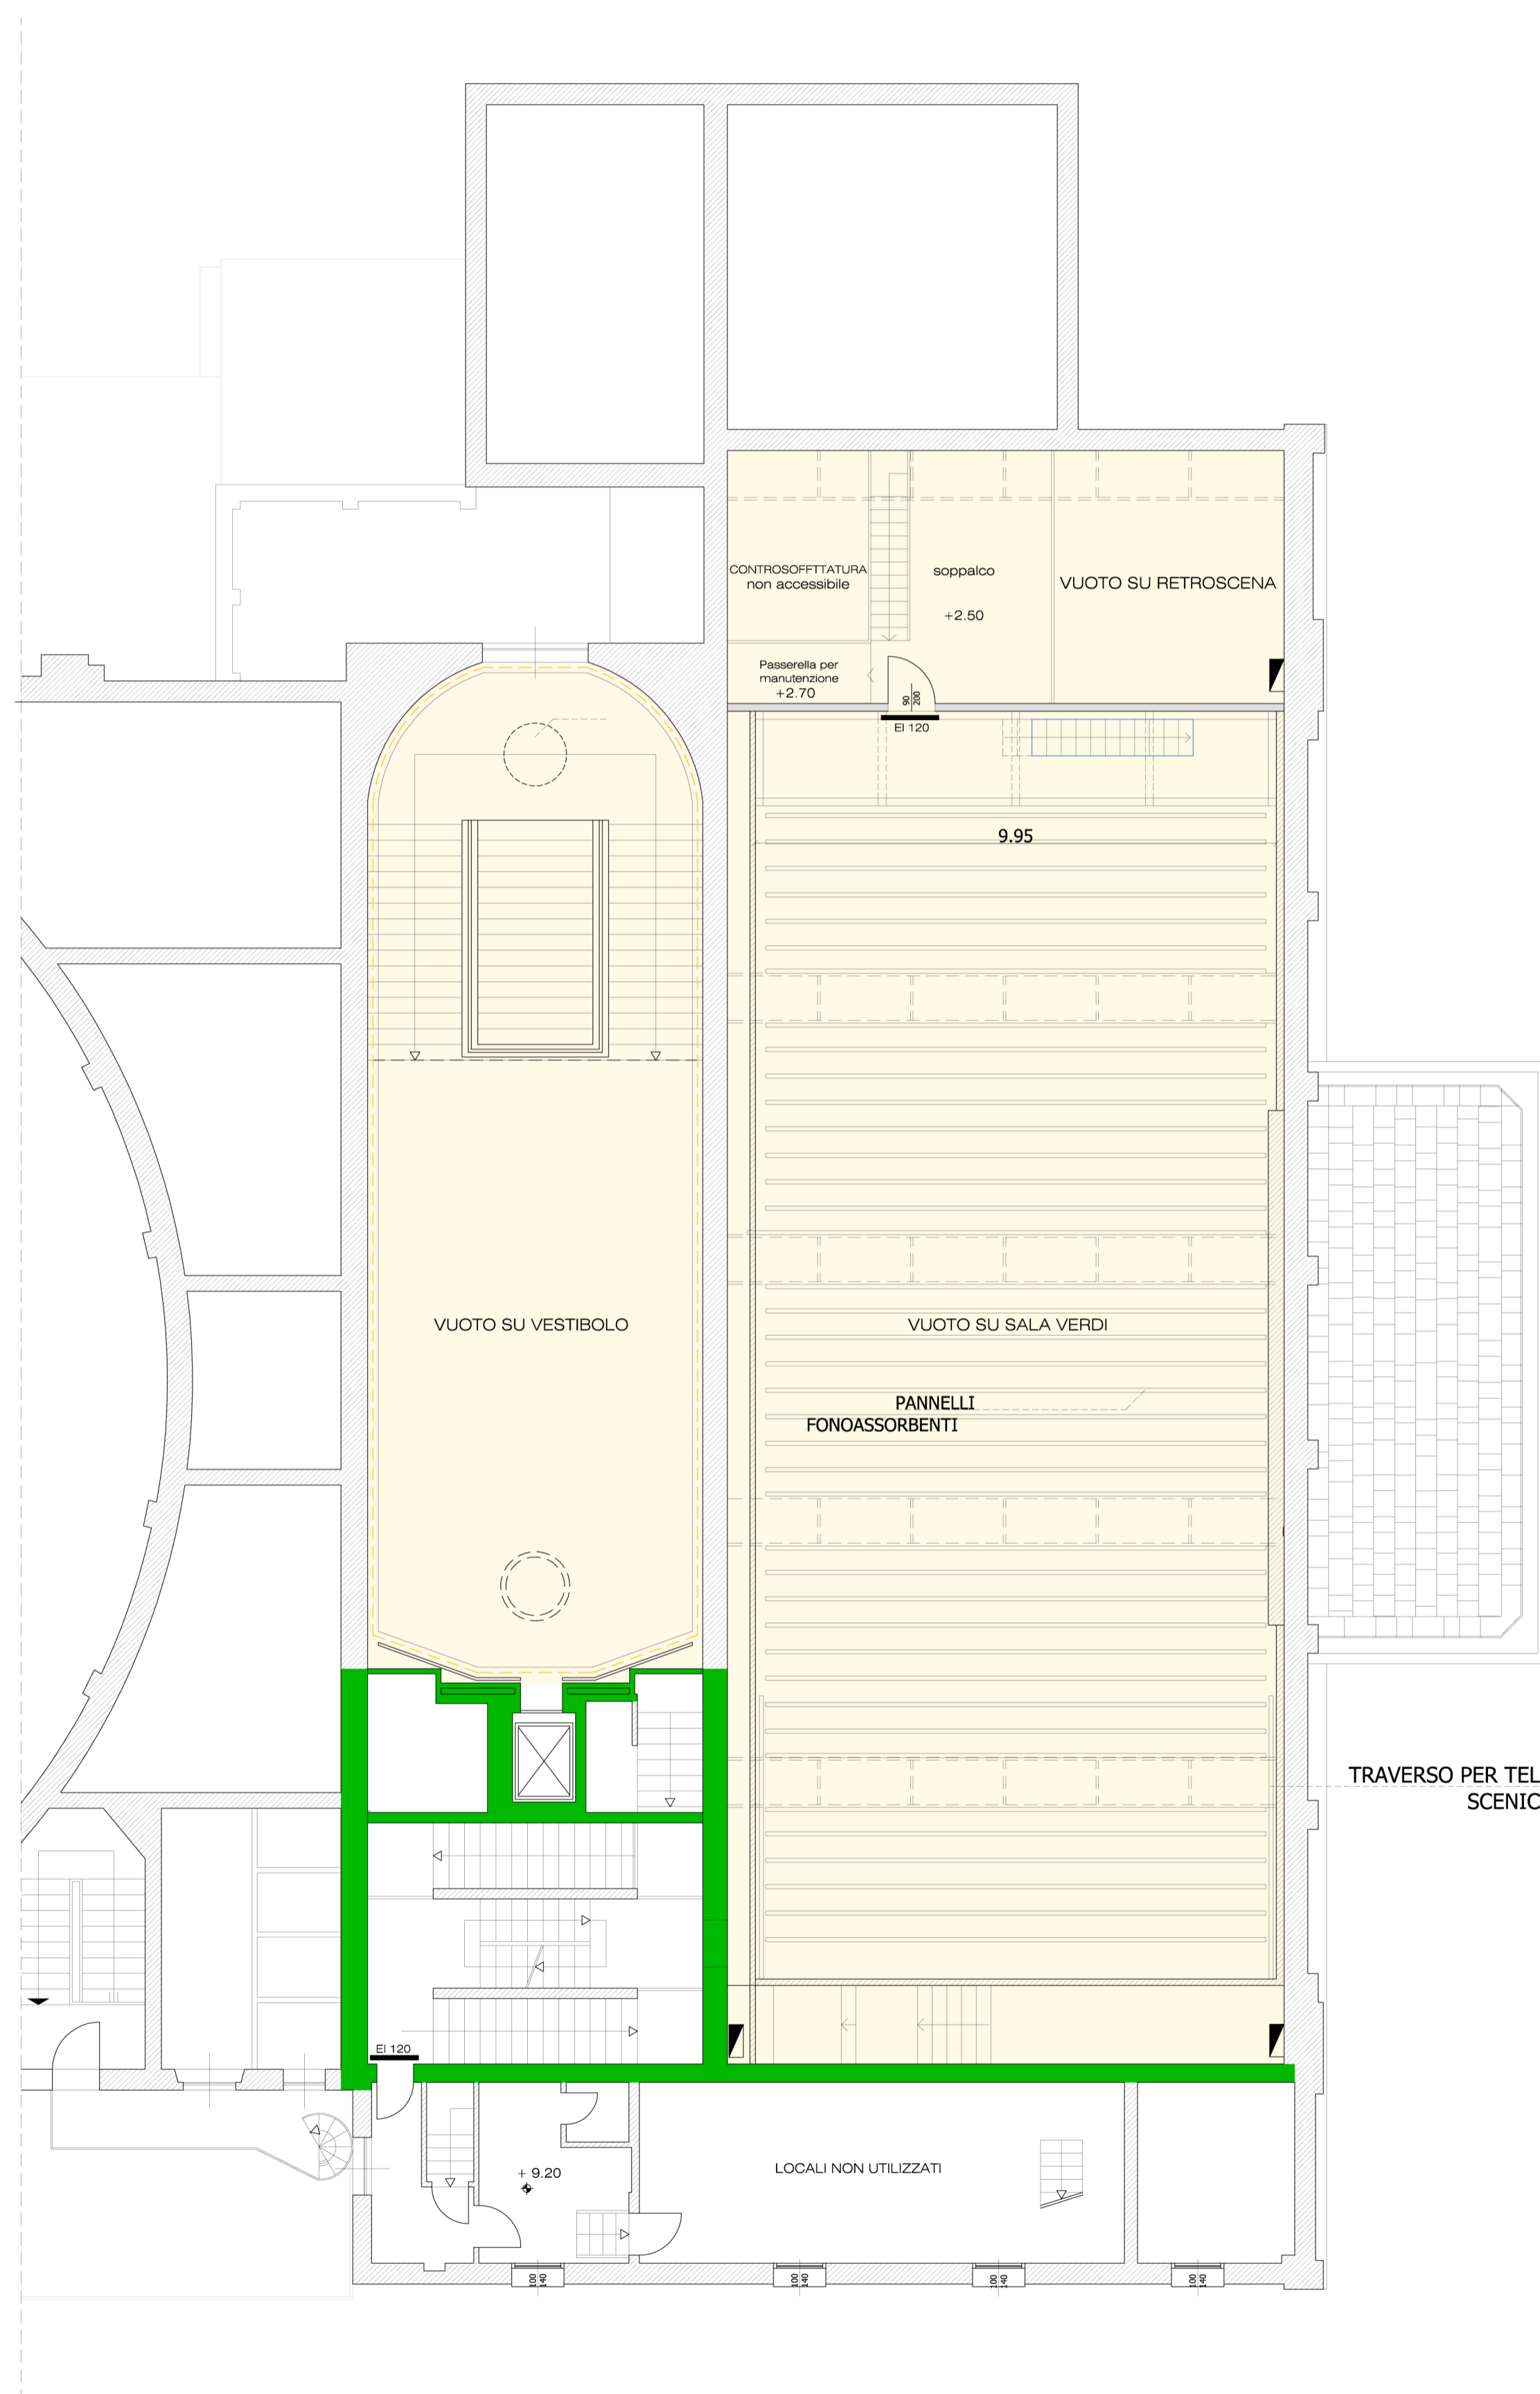 CONTROSOFFTTATURA
non accessibile
soppalco
+2.50
VUOTO SU RETROSCENA
Passerella per
manutenzione
+2.70
90
200
EI 120
9.95
VUOTO SU VESTIBOLO
VUOTO SU SALA VERDI
PANNELLI
FONOASSORBENTI
TRAVERSO PER TEL
SCENIC
EI 120
+ 9.20
LOCALI NON UTILIZZATI
100
140
100
140
100
140
100
140